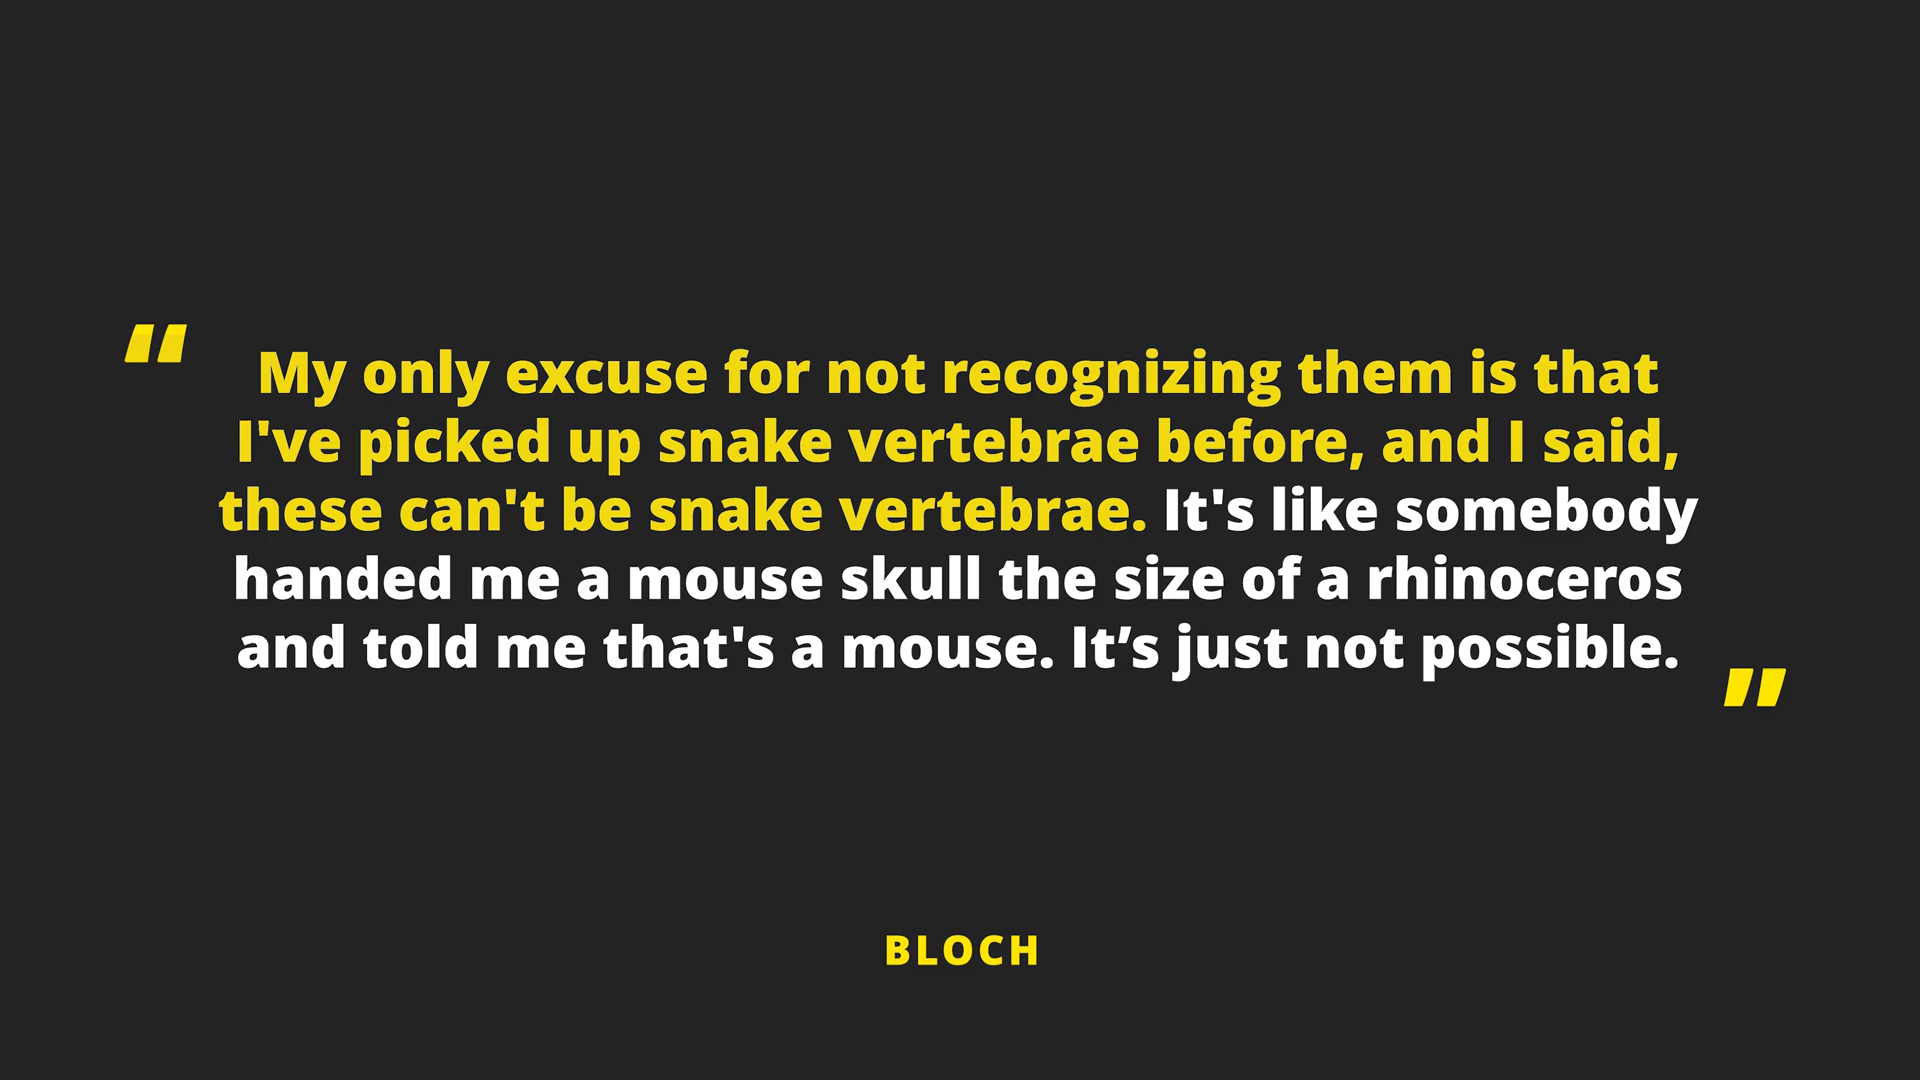 “
My only excuse for not recognizing them is that
I've picked up snake vertebrae before, and I said,
these can't be snake vertebrae. It's like somebody
handed me a mouse skull the size of a rhinoceros
and told me that's a mouse. It’s just not possible.
”
BLOCH